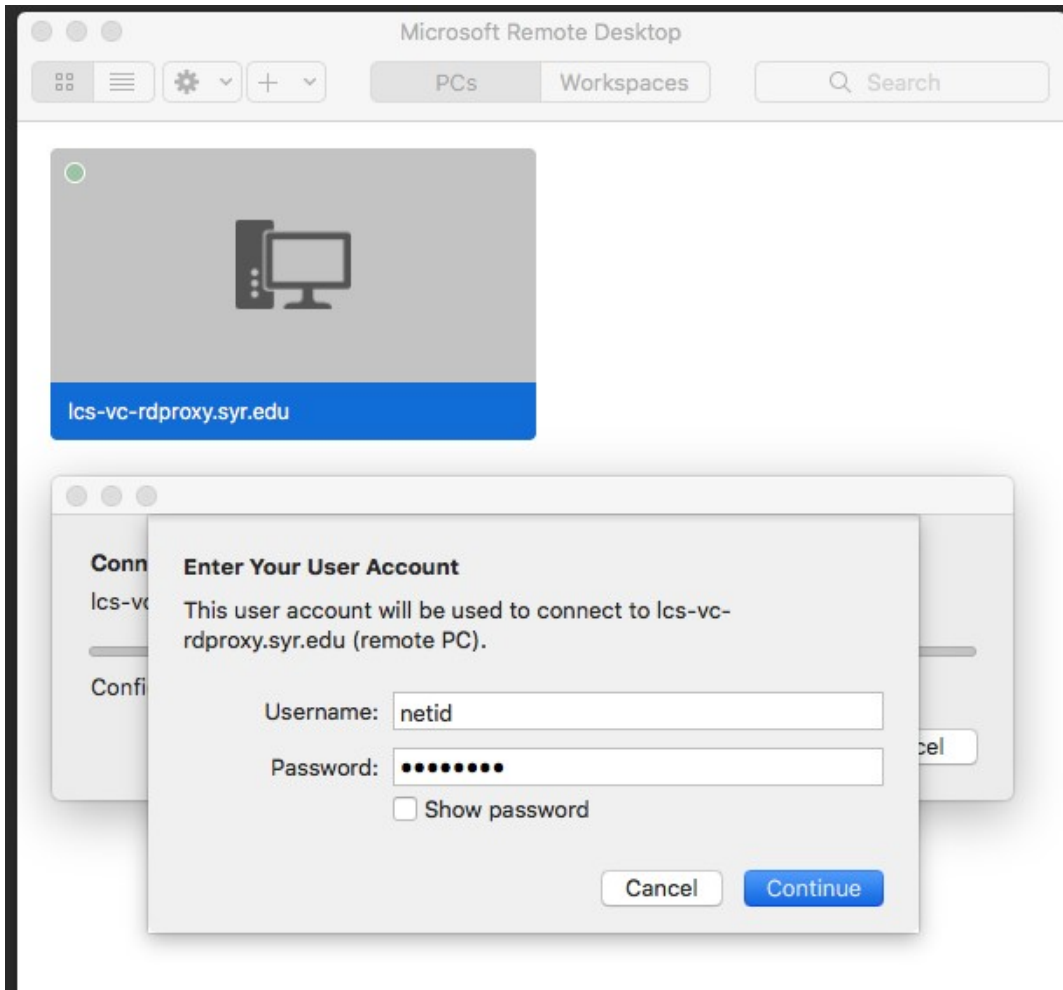 Microsoft Remote Desktop
PCs
Workspaces
Search
lcs-vc-rdproxy.syr.edu
Conn
lcs-vc
Confi
cel
Enter Your User Account
This user account will be used to connect to lcs-vc-
rdproxy.syr.edu (remote PC).
Username: netid
Password: ••••••••
Show password
Cancel
Continue